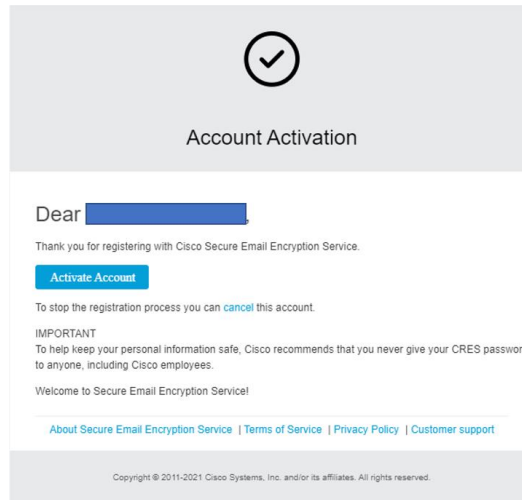 Account Activation
Dear ,
Thank you for registering with Cisco Secure Email Encryption Service.
Activate Account
To stop the registration process you can cancel this account.
IMPORTANT
To help keep your personal information safe, Cisco recommends that you never give your CRES passwor
to anyone, including Cisco employees.
Welcome to Secure Email Encryption Service!
About Secure Email Encryption Service | Terms of Service | Privacy Policy | Customer support
Copyright © 2011-2021 Cisco Systems, Inc. and/or its affiliates. All rights reserved.